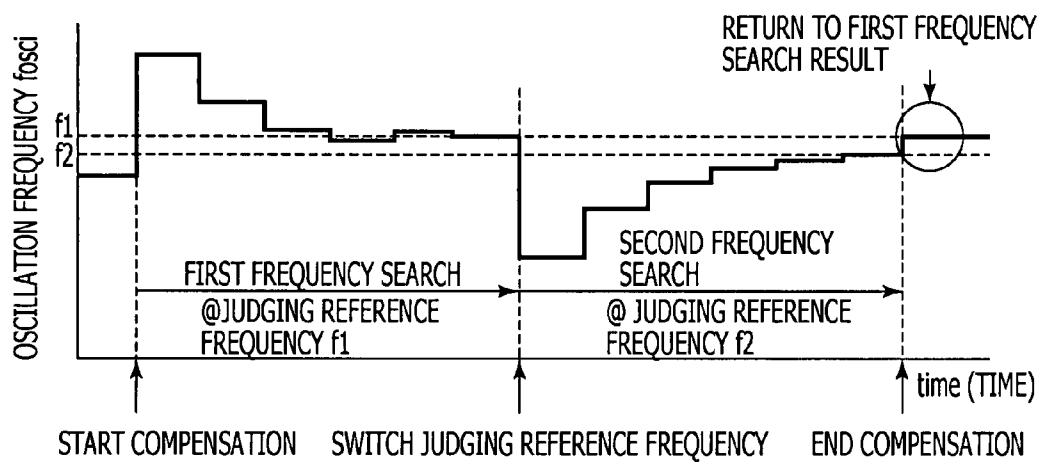 RETURN TO FIRST FREQUENCY
SEARCH RESULT
OSCILLATION FREQUENCY fosci
f1
f2
FIRST FREQUENCY SEARCH
@JUDGING REFERENCE
FREQUENCY f1
SECOND FREQUENCY
SEARCH
@ JUDGING REFERENCE
FREQUENCY f2
time (TIME)
START COMPENSATION
SWITCH JUDGING REFERENCE FREQUENCY
END COMPENSATION